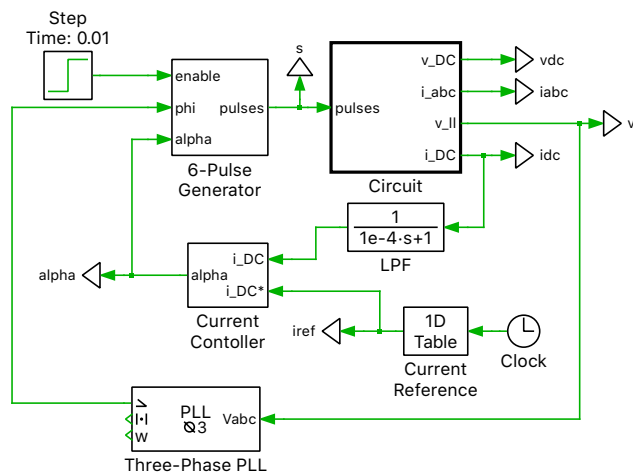 Step
Time: 0.01
enable
phi
alpha
pulses
6-Pulse
Generator
s
pulses
v_DC
i_abc
v_ll
i_DC
Circuit
vdc
iabc
v
idc
1
1e-4·s+1
LPF
alpha
alpha
i_DC
i_DC*
Current
Contoller
iref
1D
Table
Current
Reference
Clock
∠
|•|
w
PLL
3
Vabc
Three-Phase PLL